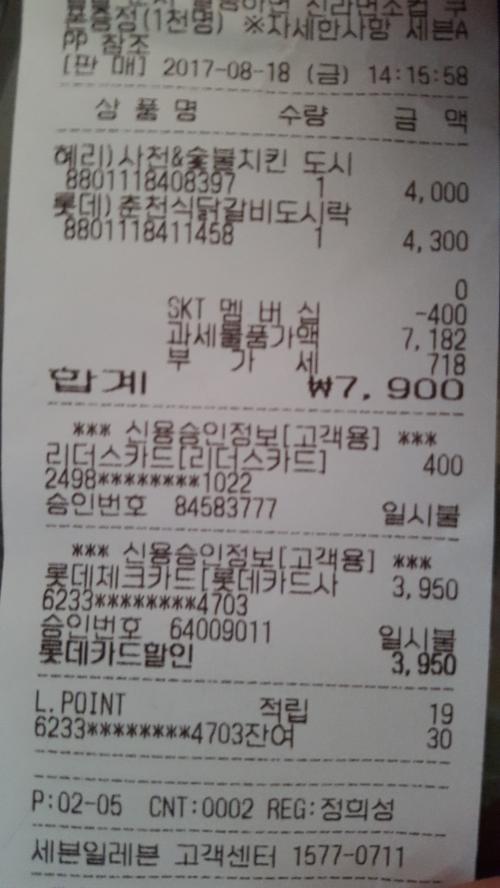 본증정(1천명) ※자세한사항 세븐A
PP 참조
[판 매] 2017-08-18 (금) 14:15:58
상 품 명 수량 금 액
혜리)사천&숯불치킨 도시
8801118408397 1 4,000
롯데)춘천식닭갈비도시락
8801118411458 1 4,300
0
SKT 멤 버 십 -400
과세물품가액 7,182
부 가 세 718
합계 ₩7,900
*** 신용승인정보[고객용] ***
리더스카드[리더스카드] 400
2498********1022
승인번호 84583777 일시불
*** 신용승인정보[고객용] ***
롯데체크카드[롯데카드사 3,950
6233********4703
승인번호 64009011 일시불
롯데카드할인 3,950
L.POINT 적립 19
6233********4703잔여 30
P:02-05 CNT:0002 REG:정희성
세븐일레븐 고객센터 1577-0711